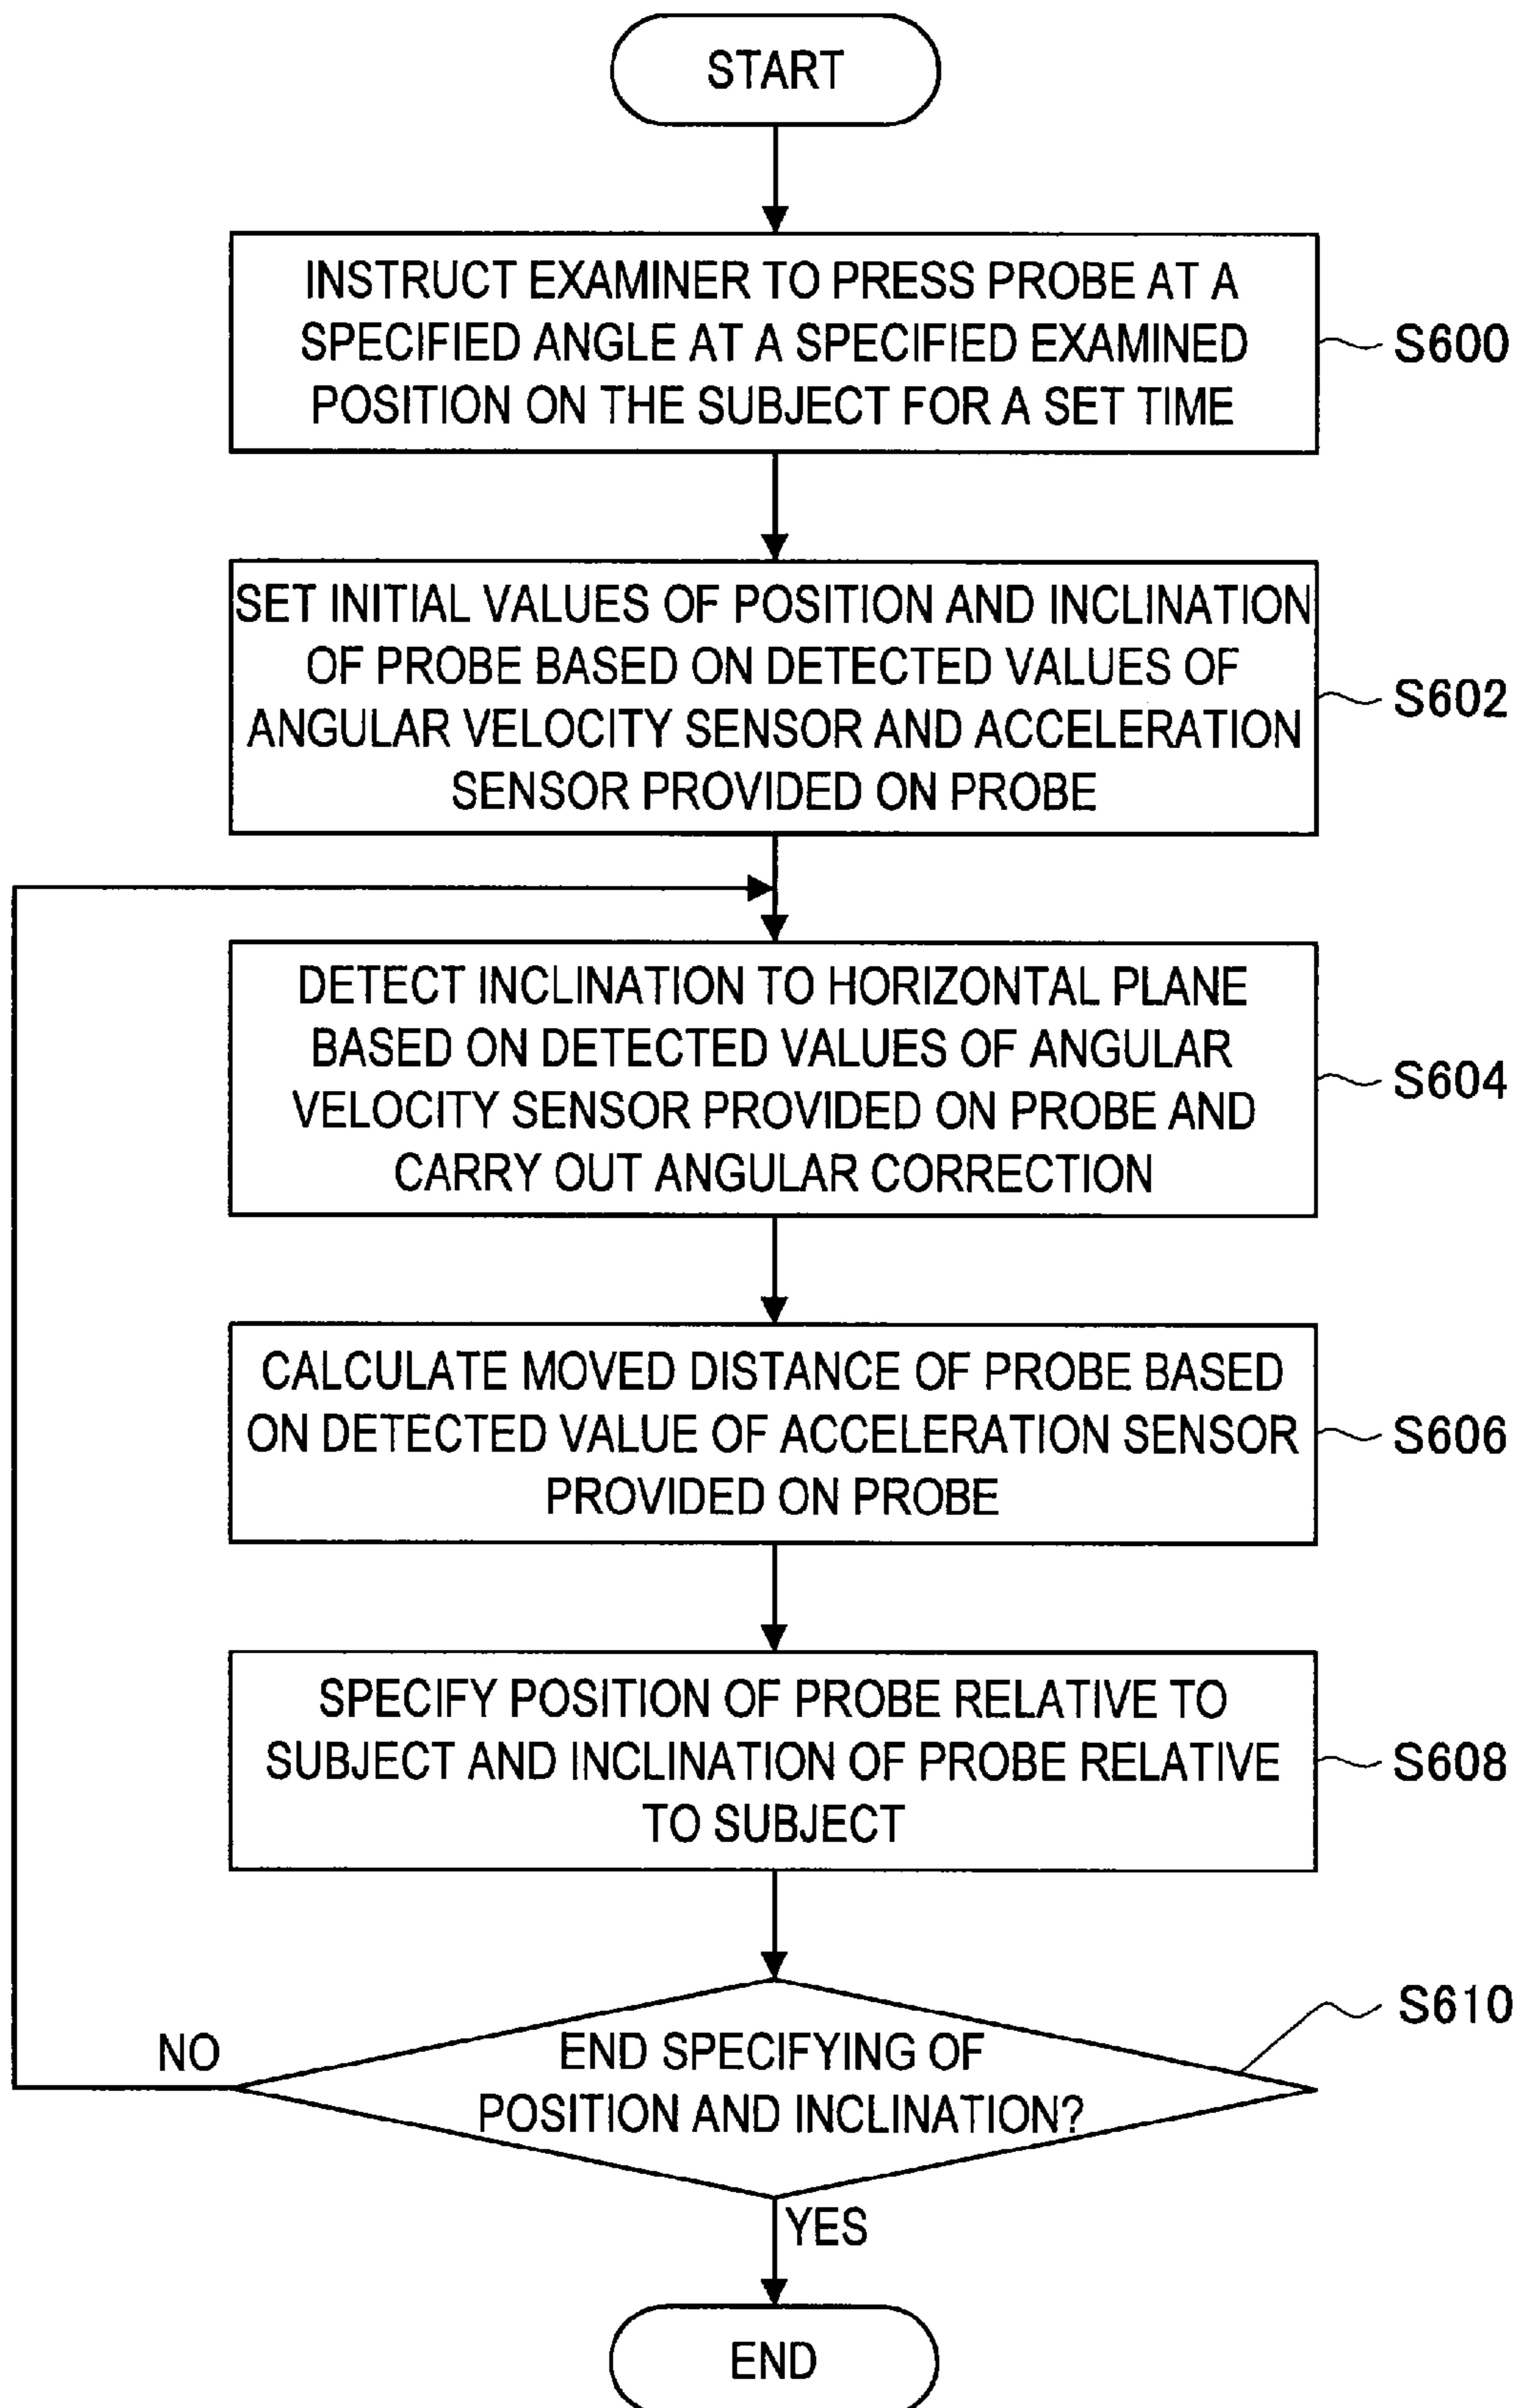 START
INSTRUCT EXAMINER TO PRESS PROBE AT A
SPECIFIED ANGLE AT A SPECIFIED EXAMINED
POSITION ON THE SUBJECT FOR A SET TIME
S600
SET INITIAL VALUES OF POSITION AND INCLINATION
OF PROBE BASED ON DETECTED VALUES OF
ANGULAR VELOCITY SENSOR AND ACCELERATION
SENSOR PROVIDED ON PROBE
S602
DETECT INCLINATION TO HORIZONTAL PLANE
BASED ON DETECTED VALUES OF ANGULAR
VELOCITY SENSOR PROVIDED ON PROBE AND
CARRY OUT ANGULAR CORRECTION
S604
CALCULATE MOVED DISTANCE OF PROBE BASED
ON DETECTED VALUE OF ACCELERATION SENSOR
PROVIDED ON PROBE
S606
SPECIFY POSITION OF PROBE RELATIVE TO
SUBJECT AND INCLINATION OF PROBE RELATIVE
TO SUBJECT
S608
END SPECIFYING OF
POSITION AND INCLINATION?
S610
NO
YES
END